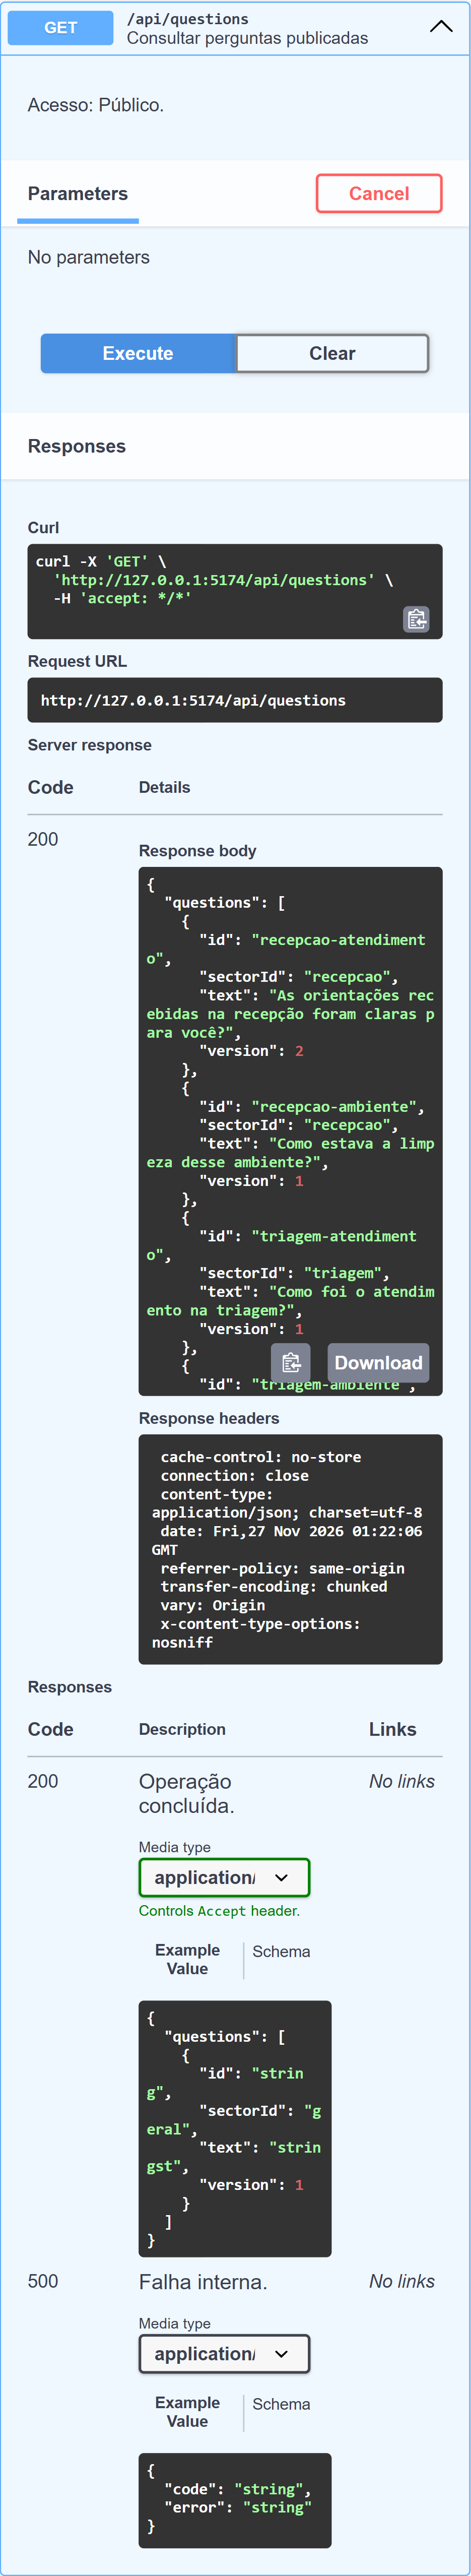 GET
/api/questions
Consultar perguntas publicadas
Acesso: Público.
Parameters
Cancel
No parameters
Execute
Clear
Responses
Curl
curl -X 'GET' \
  'http://127.0.0.1:5174/api/questions' \
  -H 'accept: */*'
Request URL
http://127.0.0.1:5174/api/questions
Server response
Code
Details
200
Response body
{
  "questions": [
    {
      "id": "recepcao-atendiment
o",
      "sectorId": "recepcao",
      "text": "As orientações rec
ebidas na recepção foram claras p
ara você?",
      "version": 2
    },
    {
      "id": "recepcao-ambiente",
      "sectorId": "recepcao",
      "text": "Como estava a limp
eza desse ambiente?",
      "version": 1
    },
    {
      "id": "triagem-atendiment
o",
      "sectorId": "triagem",
      "text": "Como foi o atendim
ento na triagem?",
      "version": 1
    },
    {
      "id": "triagem-ambiente",
Download
Response headers
cache-control: no-store
connection: close
content-type:
application/json; charset=utf-8
date: Fri,27 Nov 2026 01:22:06
GMT
referrer-policy: same-origin
transfer-encoding: chunked
vary: Origin
x-content-type-options:
nosniff
Responses
Code
Description
Links
200
Operação
concluída.
No links
Media type
application/
Controls Accept header.
Example
Value
Schema
{
  "questions": [
    {
      "id": "strin
g",
      "sectorId": "g
eral",
      "text": "stri
ngst",
      "version": 1
    }
  ]
}
500
Falha interna.
No links
Media type
application/
Example
Value
Schema
{
  "code": "string",
  "error": "string"
}